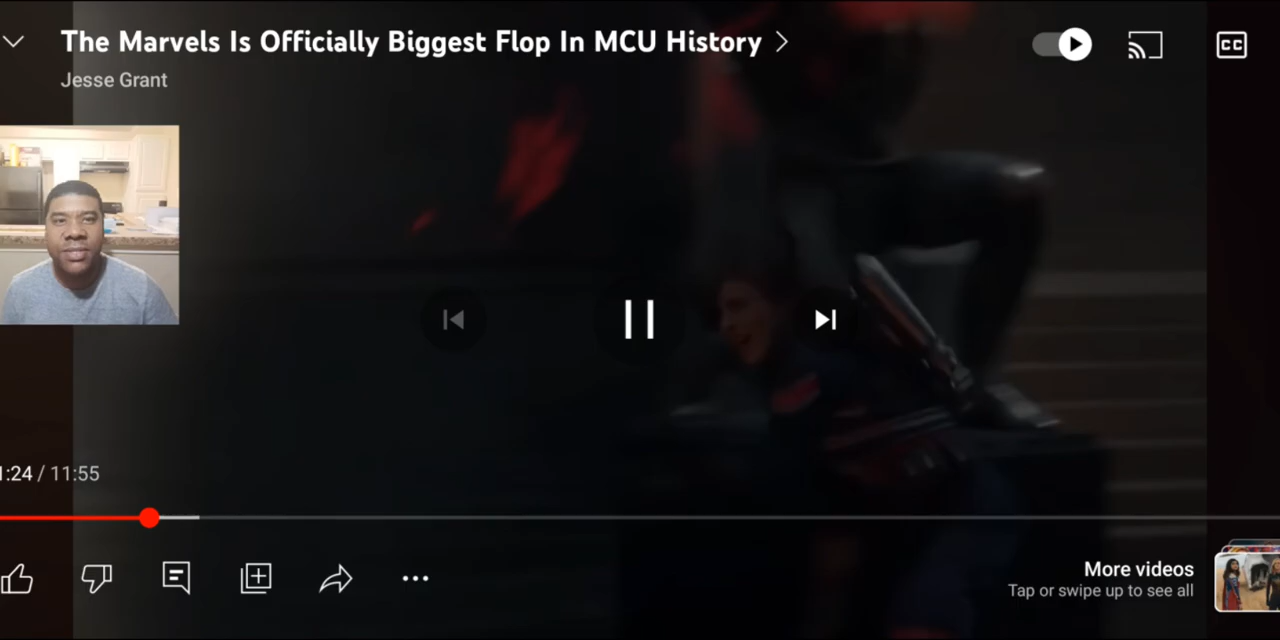 The Marvels Is Officially Biggest Flop In MCU History
Jesse Grant
CC
1:24 / 11:55
More videos
Tap or swipe up to see all